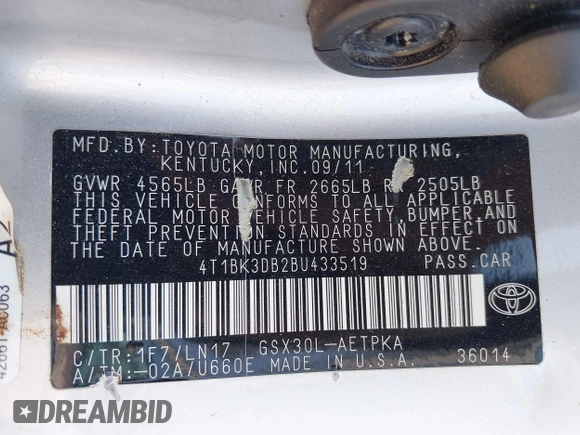 MFD.BY:TOYOTA MOTOR MANUFACTURING,
KENTUCKY,INC.09/11
GVWR 4565LB GAWR FR 2665LB RR 2505LB
THIS VEHICLE CONFORMS TO ALL APPLICABLE
FEDERAL MOTOR VEHICLE SAFETY,BUMPER,AND
THEFT PREVENTION STANDARDS IN EFFECT ON
THE DATE OF MANUFACTURE SHOWN ABOVE.
4T1BK3DB2BU433519 PASS.CAR
TOYOTA
C/TR:1F7/LN17 GSX30L-AETPKA
A/TM:-02A/U660E MADE IN U.S.A. 36014
A2
DREAMBID